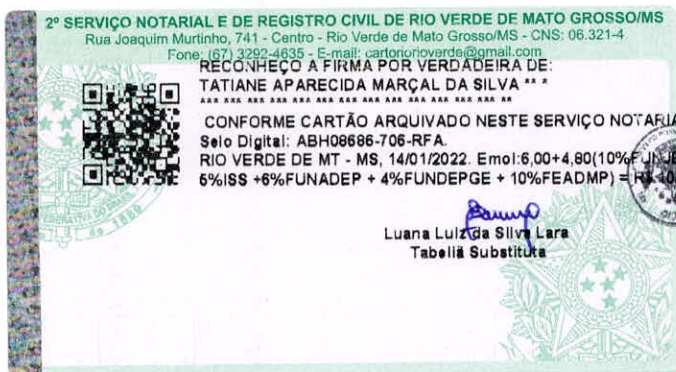 2º SERVIÇO NOTARIAL E DE REGISTRO CIVIL DE RIO VERDE DE MATO GROSSO/MS
Rua Joaquim Murtinho, 741 - Centro - Rio Verde de Mato Grosso/MS - CNS: 06.321-4
Fone: (67) 3292-4635 - E-mail: cartoriorioverde@gmail.com
RECONHEÇO A FIRMA POR VERDADEIRA DE:
TATIANE APARECIDA MARÇAL DA SILVA ** *
*** *** *** *** *** *** *** *** *** *** *** *** *** **
CONFORME CARTÃO ARQUIVADO NESTE SERVIÇO NOTARIA
Selo Digital: ABH08686-706-RFA.
RIO VERDE DE MT - MS, 14/01/2022. Emol:6,00+4,80(10%FUNJE
5%ISS +6%FUNADEP + 4%FUNDEPGE + 10%FEADMP) = R$ 10
Luana Luiz da Silva Lara
Tabeliã Substituta